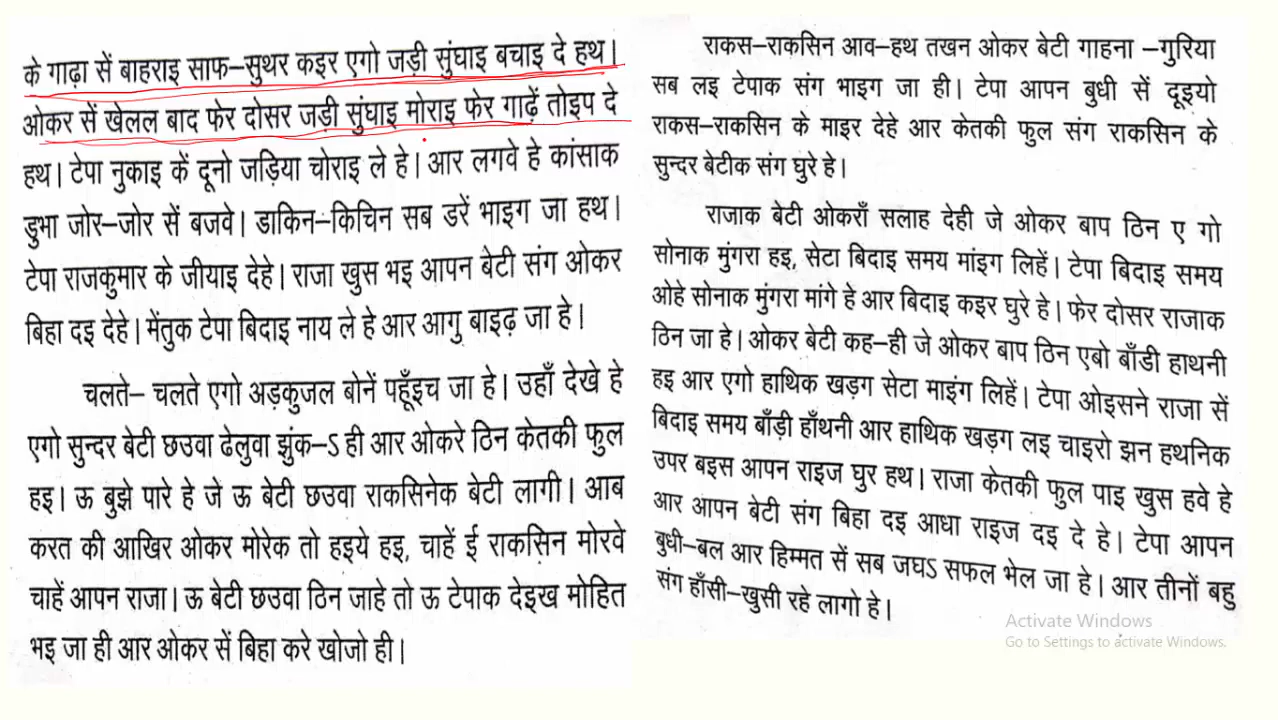 के गाढ़ा सें बाहराइ साफ–सुथर कइर एगो जड़ी सुंघाइ बचाइ दे हथ।
ओकर सें खेलल बाद फेर दोसर जड़ी सुंघाइ मोराइ फेर गाढ़ें तोइप दे
हथ। टेपा नुकाइ कें दूनो जड़िया चोराइ ले हे। आर लगवे हे कांसाक
डुभा जोर–जोर सें बजवे। डाकिन–किचिन सब डरें भाइग जा हथ।
टेपा राजकुमार के जीयाइ देहे। राजा खुस भइ आपन बेटी संग ओकर
बिहा दइ देहे। मेंतुक टेपा बिदाइ नाय ले हे आर आगु बाइढ़ जा हे।
चलते– चलते एगो अड़कुजल बोनें पहूँइच जा हे। उहाँ देखे हे
एगो सुन्दर बेटी छउवा ढेलुवा झुंक–ऽ ही आर ओकरे ठिन केतकी फुल
हइ। ऊ बुझे पारे हे जें ऊ बेटी छउवा राकसिनेक बेटी लागी। आब
करत की आखिर ओकर मोरेक तो हइये हइ, चाहें ई राकसिन मोरवे
चाहें आपन राजा। ऊ बेटी छउवा ठिन जाहे तो ऊ टेपाक देइख मोहित
भइ जा ही आर ओकर सें बिहा करे खोजो ही।
राकस–राकसिन आव–हथ तखन ओकर बेटी गाहना –गुरिया
सब लइ टेपाक संग भाइग जा ही। टेपा आपन बुधी सें दूइयो
राकस–राकसिन के माइर देहे आर केतकी फुल संग राकसिन के
सुन्दर बेटीक संग घुरे हे।
राजाक बेटी ओकराँ सलाह देही जे ओकर बाप ठिन ए गो
सोनाक मुंगरा हइ, सेटा बिदाइ समय मांइग लिहें। टेपा बिदाइ समय
ओहे सोनाक मुंगरा मांगे हे आर बिदाइ कइर घुरे हे। फेर दोसर राजाक
ठिन जा हे। ओकर बेटी कह–ही जे ओकर बाप ठिन एबो बाँडी हाथनी
हइ आर एगो हाथिक खड़ग सेटा माइंग लिहें। टेपा ओइसने राजा सें
बिदाइ समय बाँड़ी हाँथनी आर हाथिक खड़ग लइ चाइरो झन हथनिक
उपर बइस आपन राइज घुर हथ। राजा केतकी फुल पाइ खुस हवे हे
आर आपन बेटी संग बिहा दइ आधा राइज दइ दे हे। टेपा आपन
बुधी–बल आर हिम्मत सें सब जघऽ सफल भेल जा हे। आर तीनों बहु
संग हाँसी–खुसी रहे लागो हे।
Activate Windows
Go to Settings to activate Windows.